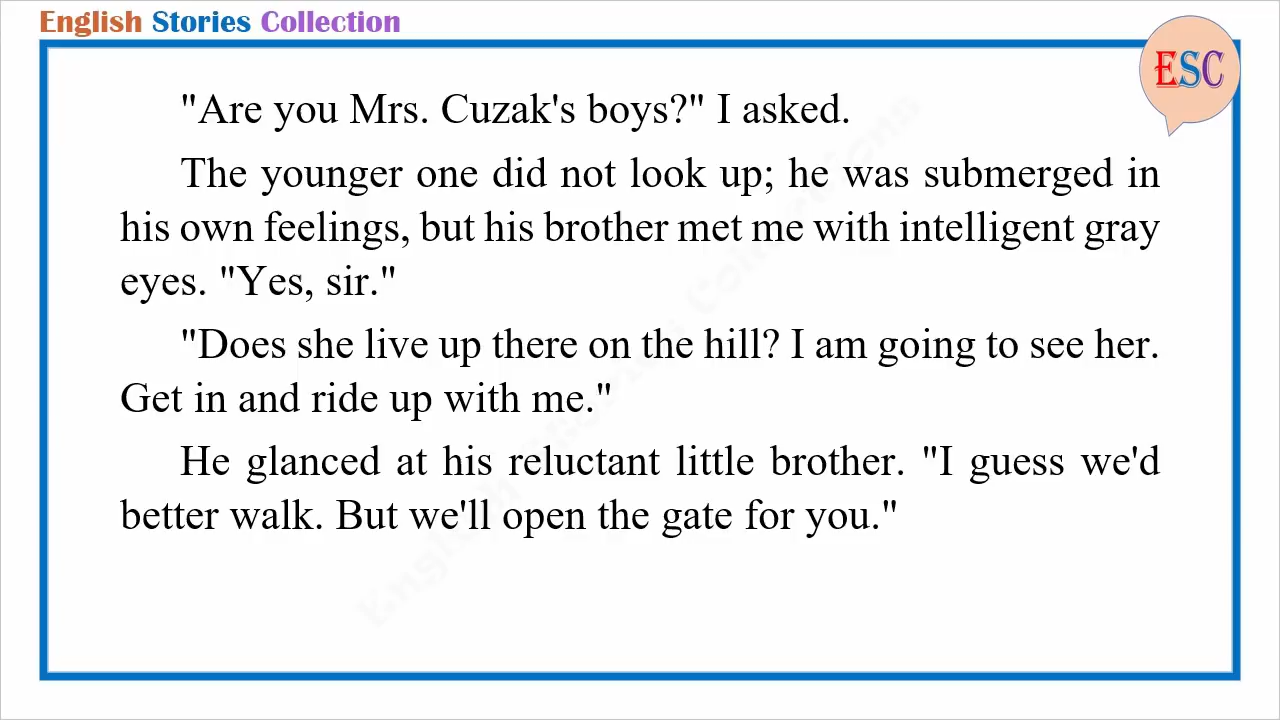 English Stories Collection
ESC
"Are you Mrs. Cuzak's boys?" I asked.
The younger one did not look up; he was submerged in
his own feelings, but his brother met me with intelligent gray
eyes. "Yes, sir."
"Does she live up there on the hill? I am going to see her.
Get in and ride up with me."
He glanced at his reluctant little brother. "I guess we'd
better walk. But we'll open the gate for you."